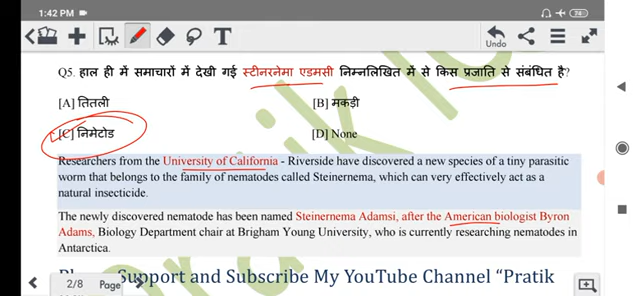 1:42 PM
78
T
Undo
Q5. हाल ही में समाचारों में देखी गई स्टीनरनेमा एडमसी निम्नलिखित में से किस प्रजाति से संबंधित है?
[A] तितली
[B] मकड़ी
[C] निमेटोड
[D] None
Researchers from the University of California - Riverside have discovered a new species of a tiny parasitic
worm that belongs to the family of nematodes called Steinernema, which can very effectively act as a
natural insecticide.
The newly discovered nematode has been named Steinernema Adamsi, after the American biologist Byron
Adams, Biology Department chair at Brigham Young University, who is currently researching nematodes in
Antarctica.
Support and Subscribe My YouTube Channel "Pratik
2/8
Page